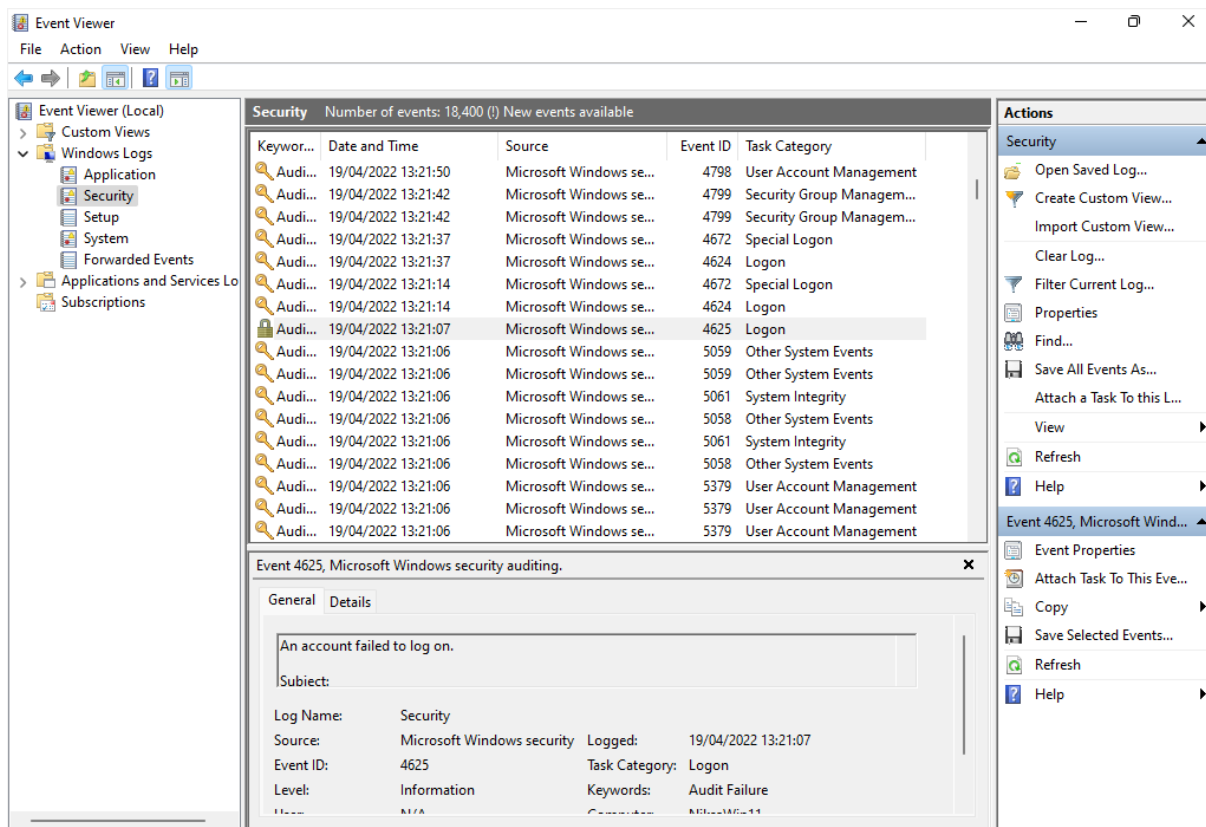 Event Viewer
File Action View Help
Event Viewer (Local)
Custom Views
Windows Logs
Application
Security
Setup
System
Forwarded Events
Applications and Services Lo
Subscriptions
Security Number of events: 18,400 (!) New events available
Keywor... Date and Time Source Event ID Task Category
Audi... 19/04/2022 13:21:50 Microsoft Windows se... 4798 User Account Management
Audi... 19/04/2022 13:21:42 Microsoft Windows se... 4799 Security Group Managem...
Audi... 19/04/2022 13:21:42 Microsoft Windows se... 4799 Security Group Managem...
Audi... 19/04/2022 13:21:37 Microsoft Windows se... 4672 Special Logon
Audi... 19/04/2022 13:21:37 Microsoft Windows se... 4624 Logon
Audi... 19/04/2022 13:21:14 Microsoft Windows se... 4672 Special Logon
Audi... 19/04/2022 13:21:14 Microsoft Windows se... 4624 Logon
Audi... 19/04/2022 13:21:07 Microsoft Windows se... 4625 Logon
Audi... 19/04/2022 13:21:06 Microsoft Windows se... 5059 Other System Events
Audi... 19/04/2022 13:21:06 Microsoft Windows se... 5059 Other System Events
Audi... 19/04/2022 13:21:06 Microsoft Windows se... 5061 System Integrity
Audi... 19/04/2022 13:21:06 Microsoft Windows se... 5058 Other System Events
Audi... 19/04/2022 13:21:06 Microsoft Windows se... 5061 System Integrity
Audi... 19/04/2022 13:21:06 Microsoft Windows se... 5058 Other System Events
Audi... 19/04/2022 13:21:06 Microsoft Windows se... 5379 User Account Management
Audi... 19/04/2022 13:21:06 Microsoft Windows se... 5379 User Account Management
Audi... 19/04/2022 13:21:06 Microsoft Windows se... 5379 User Account Management
Event 4625, Microsoft Windows security auditing.
General Details
An account failed to log on.
Subject:
Log Name: Security
Source: Microsoft Windows security Logged: 19/04/2022 13:21:07
Event ID: 4625 Task Category: Logon
Level: Information Keywords: Audit Failure
Actions
Security
Open Saved Log...
Create Custom View...
Import Custom View...
Clear Log...
Filter Current Log...
Properties
Find...
Save All Events As...
Attach a Task To this L...
View
Refresh
Help
Event 4625, Microsoft Wind...
Event Properties
Attach Task To This Eve...
Copy
Save Selected Events...
Refresh
Help